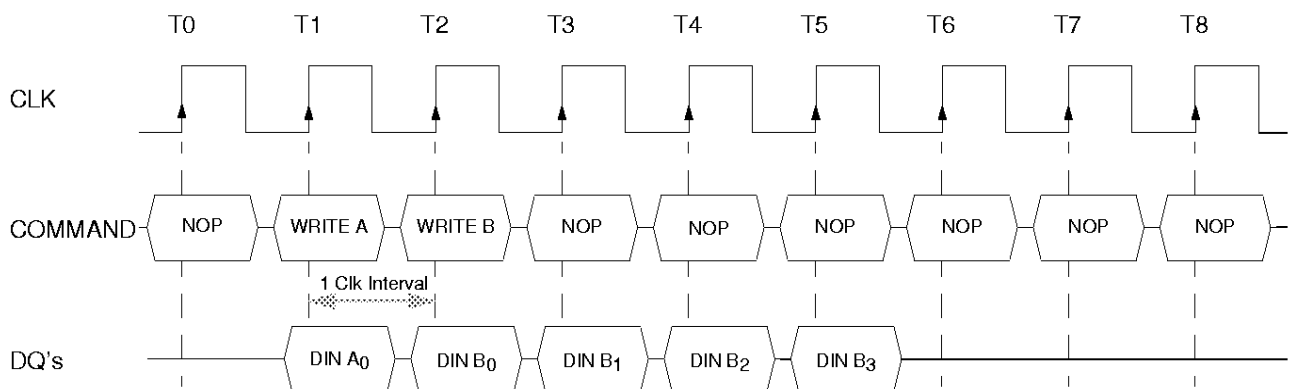 T0 T1 T2 T3 T4 T5 T6 T7 T8
CLK
COMMAND NOP WRITE A WRITE B NOP NOP NOP NOP NOP NOP
1 Clk Interval
DQ's DIN A0 DIN B0 DIN B1 DIN B2 DIN B3